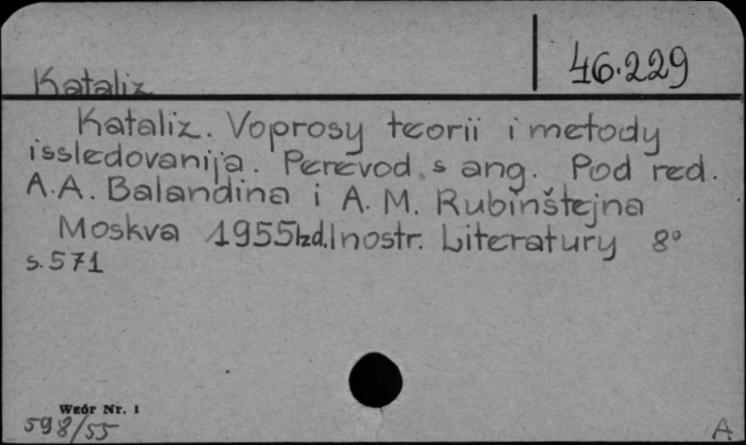 46.229
Kataliz
Kataliz. Voprosy teorii i metody
issledovanija. Perevod s ang. Pod red.
A.A. Balandina i A.M. Rubinštejna
Moskva 1955 Izd. Inostr. Literatury 8°
s. 571
Wzór Nr. 1
598/55
A